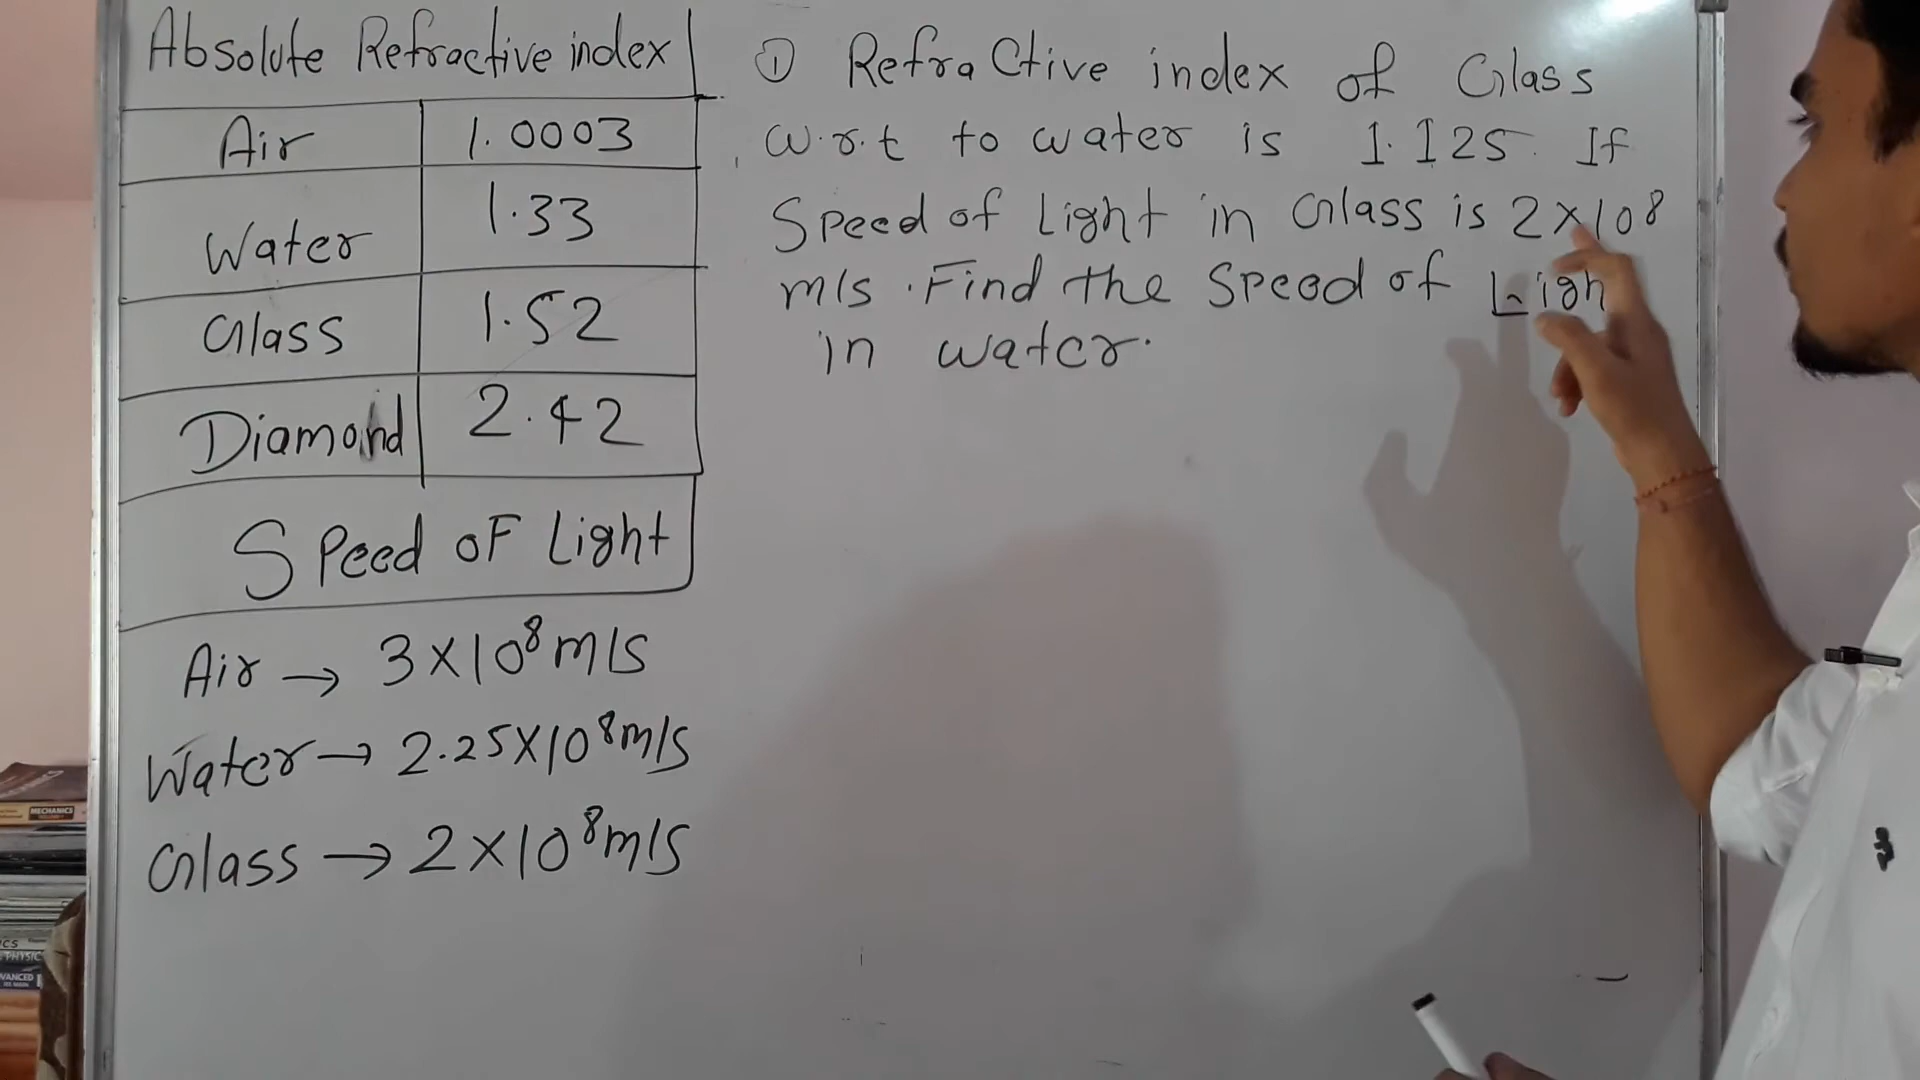 Absolute Refractive index
Air 1.0003
Water 1.33
Glass 1.52
Diamond 2.42
Speed of Light
Air → 3×10⁸ m/s
Water → 2.25×10⁸ m/s
Glass → 2×10⁸ m/s
① Refractive index of Glass
w.r.t to water is 1.125. If
Speed of Light in Glass is 2×10⁸
m/s. Find the Speed of Ligh
in water.
MECHANICS